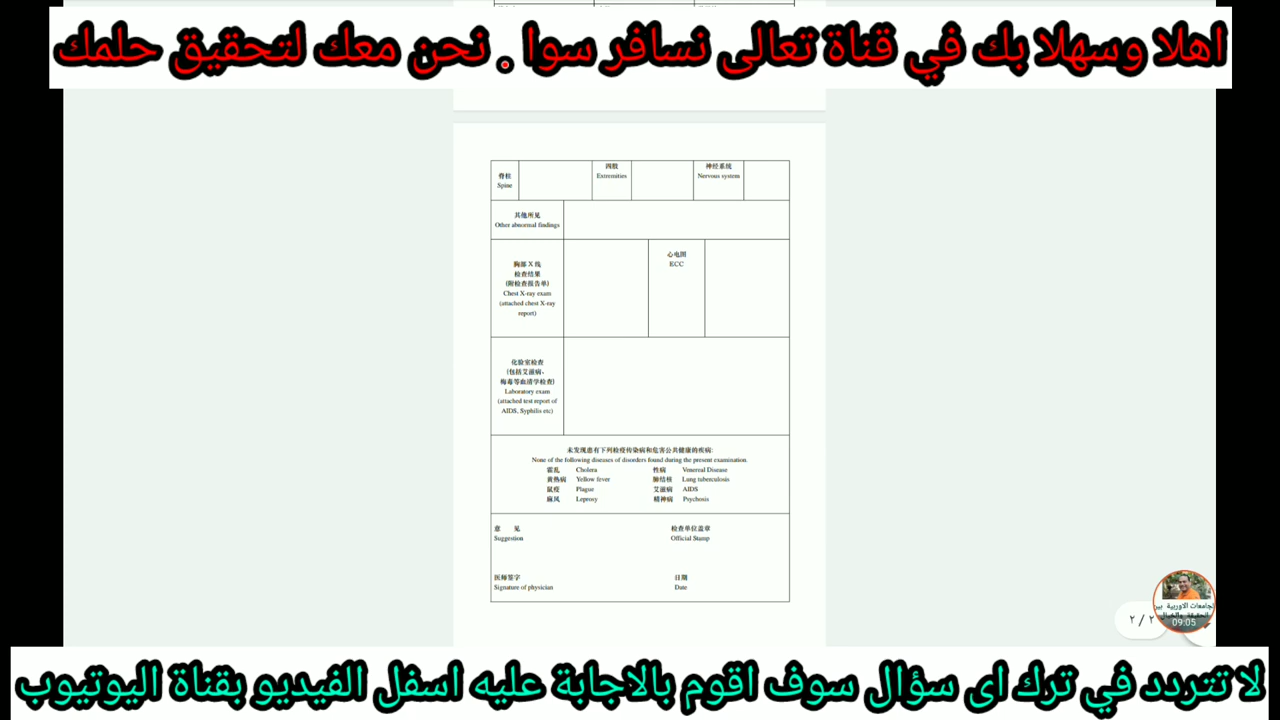 اهلا وسهلا بك في قناة تعالى نسافر سوا . نحن معك لتحقيق حلمك
脊柱
Spine
四肢
Extremities
神经系统
Nervous system
其他所见
Other abnormal findings
胸部 X 线
检查结果
(附检查报告单)
Chest X-ray exam
(attached chest X-ray
report)
心电图
ECC
化验室检查
(包括艾滋病、
梅毒等血清学检查)
Laboratory exam
(attached test report of
AIDS, Syphilis etc)
未发现患有下列检疫传染病和危害公共健康的疾病:
None of the following diseases of disorders found during the present examination.
霍乱 Cholera 性病 Venereal Disease
黄热病 Yellow fever 肺结核 Lung tuberculosis
鼠疫 Plague 艾滋病 AIDS
麻风 Leprosy 精神病 Psychosis
意 见
Suggestion
检查单位盖章
Official Stamp
医师签字
Signature of physician
日期
Date
الجامعات الاوربية بين
٢ / ٢
09:05
لا تتردد في ترك اى سؤال سوف اقوم بالاجابة عليه اسفل الفيديو بقناة اليوتيوب